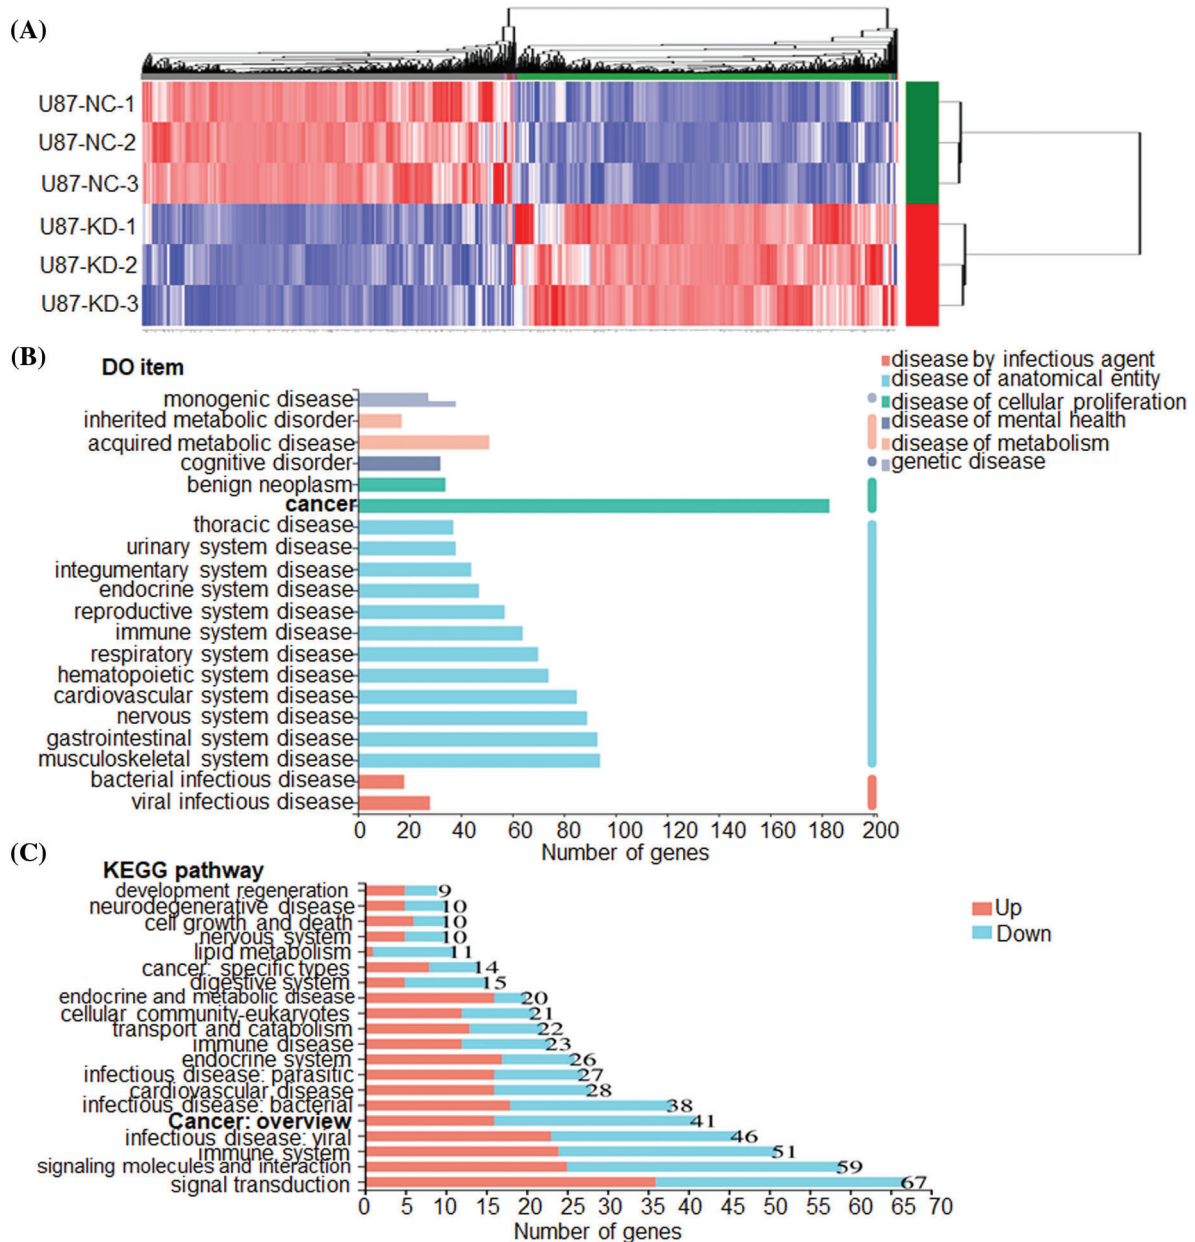 (A)
U87-NC-1
U87-NC-2
U87-NC-3
U87-KD-1
U87-KD-2
U87-KD-3
(B)
DO item
disease by infectious agent
disease of anatomical entity
disease of cellular proliferation
disease of mental health
disease of metabolism
genetic disease
monogenic disease
inherited metabolic disorder
acquired metabolic disease
cognitive disorder
benign neoplasm
cancer
thoracic disease
urinary system disease
integumentary system disease
endocrine system disease
reproductive system disease
immune system disease
respiratory system disease
hematopoietic system disease
cardiovascular system disease
nervous system disease
gastrointestinal system disease
musculoskeletal system disease
bacterial infectious disease
viral infectious disease
0 20 40 60 80 100 120 140 160 180 200
Number of genes
(C)
KEGG pathway
Up
Down
development regeneration 9
neurodegenerative disease 10
cell growth and death 10
nervous system 10
lipid metabolism 11
cancer: specific types 14
digestive system 15
endocrine and metabolic disease 20
cellular community-eukaryotes 21
transport and catabolism 22
immune disease 23
endocrine system 26
infectious disease: parasitic 27
cardiovascular disease 28
infectious disease: bacterial 38
Cancer: overview 41
infectious disease: viral 46
immune system 51
signaling molecules and interaction 59
signal transduction 67
0 5 10 15 20 25 30 35 40 45 50 55 60 65 70
Number of genes